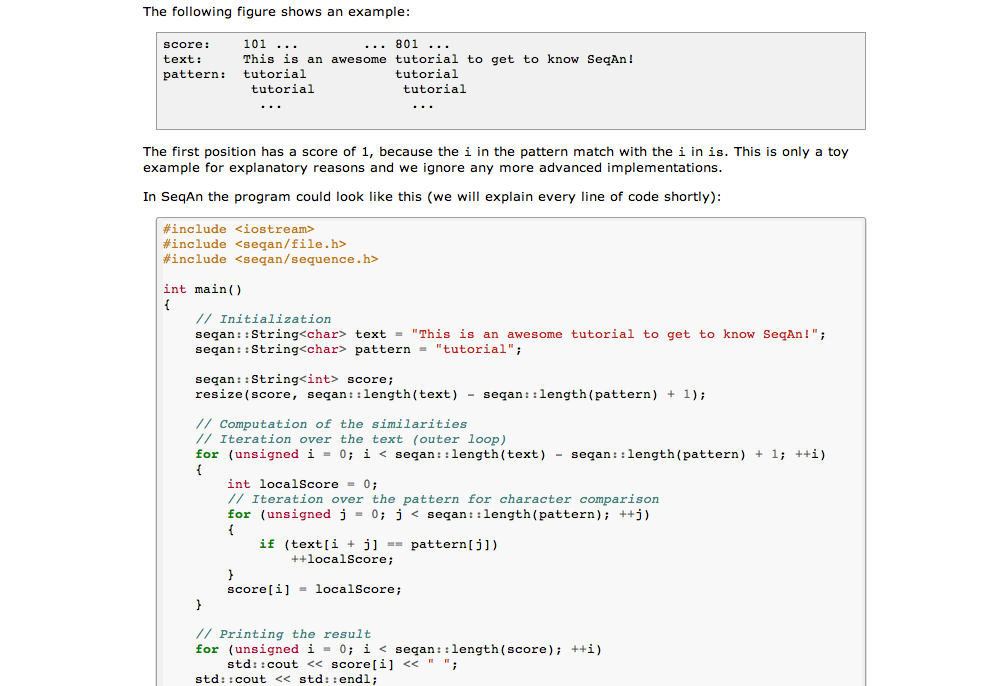 The following figure shows an example:
score:    101 ...        ... 801 ...
text:     This is an awesome tutorial to get to know SeqAn!
pattern:  tutorial           tutorial
           tutorial           tutorial
            ...                ...
The first position has a score of 1, because the i in the pattern match with the i in is. This is only a toy
example for explanatory reasons and we ignore any more advanced implementations.
In SeqAn the program could look like this (we will explain every line of code shortly):
#include <iostream>
#include <seqan/file.h>
#include <seqan/sequence.h>
int main()
{
    // Initialization
    seqan::String<char> text = "This is an awesome tutorial to get to know SeqAn!";
    seqan::String<char> pattern = "tutorial";
    seqan::String<int> score;
    resize(score, seqan::length(text) - seqan::length(pattern) + 1);
    // Computation of the similarities
    // Iteration over the text (outer loop)
    for (unsigned i = 0; i < seqan::length(text) - seqan::length(pattern) + 1; ++i)
    {
        int localScore = 0;
        // Iteration over the pattern for character comparison
        for (unsigned j = 0; j < seqan::length(pattern); ++j)
        {
            if (text[i + j] == pattern[j])
                ++localScore;
        }
        score[i] = localScore;
    }
    // Printing the result
    for (unsigned i = 0; i < seqan::length(score); ++i)
        std::cout << score[i] << " ";
    std::cout << std::endl;